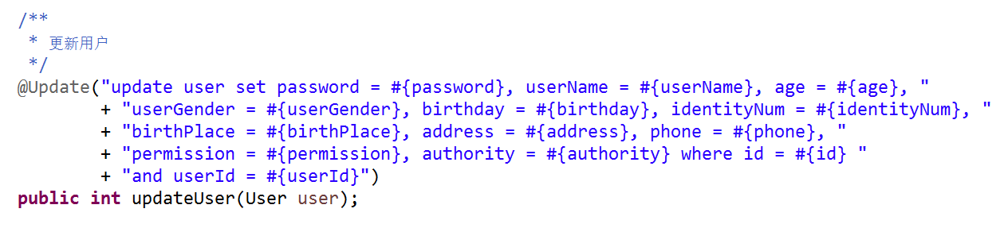 /**
 * 更新用户
 */
@Update("update user set password = #{password}, userName = #{userName}, age = #{age}, "
        + "userGender = #{userGender}, birthday = #{birthday}, identityNum = #{identityNum}, "
        + "birthPlace = #{birthPlace}, address = #{address}, phone = #{phone}, "
        + "permission = #{permission}, authority = #{authority} where id = #{id} "
        + "and userId = #{userId}")
public int updateUser(User user);